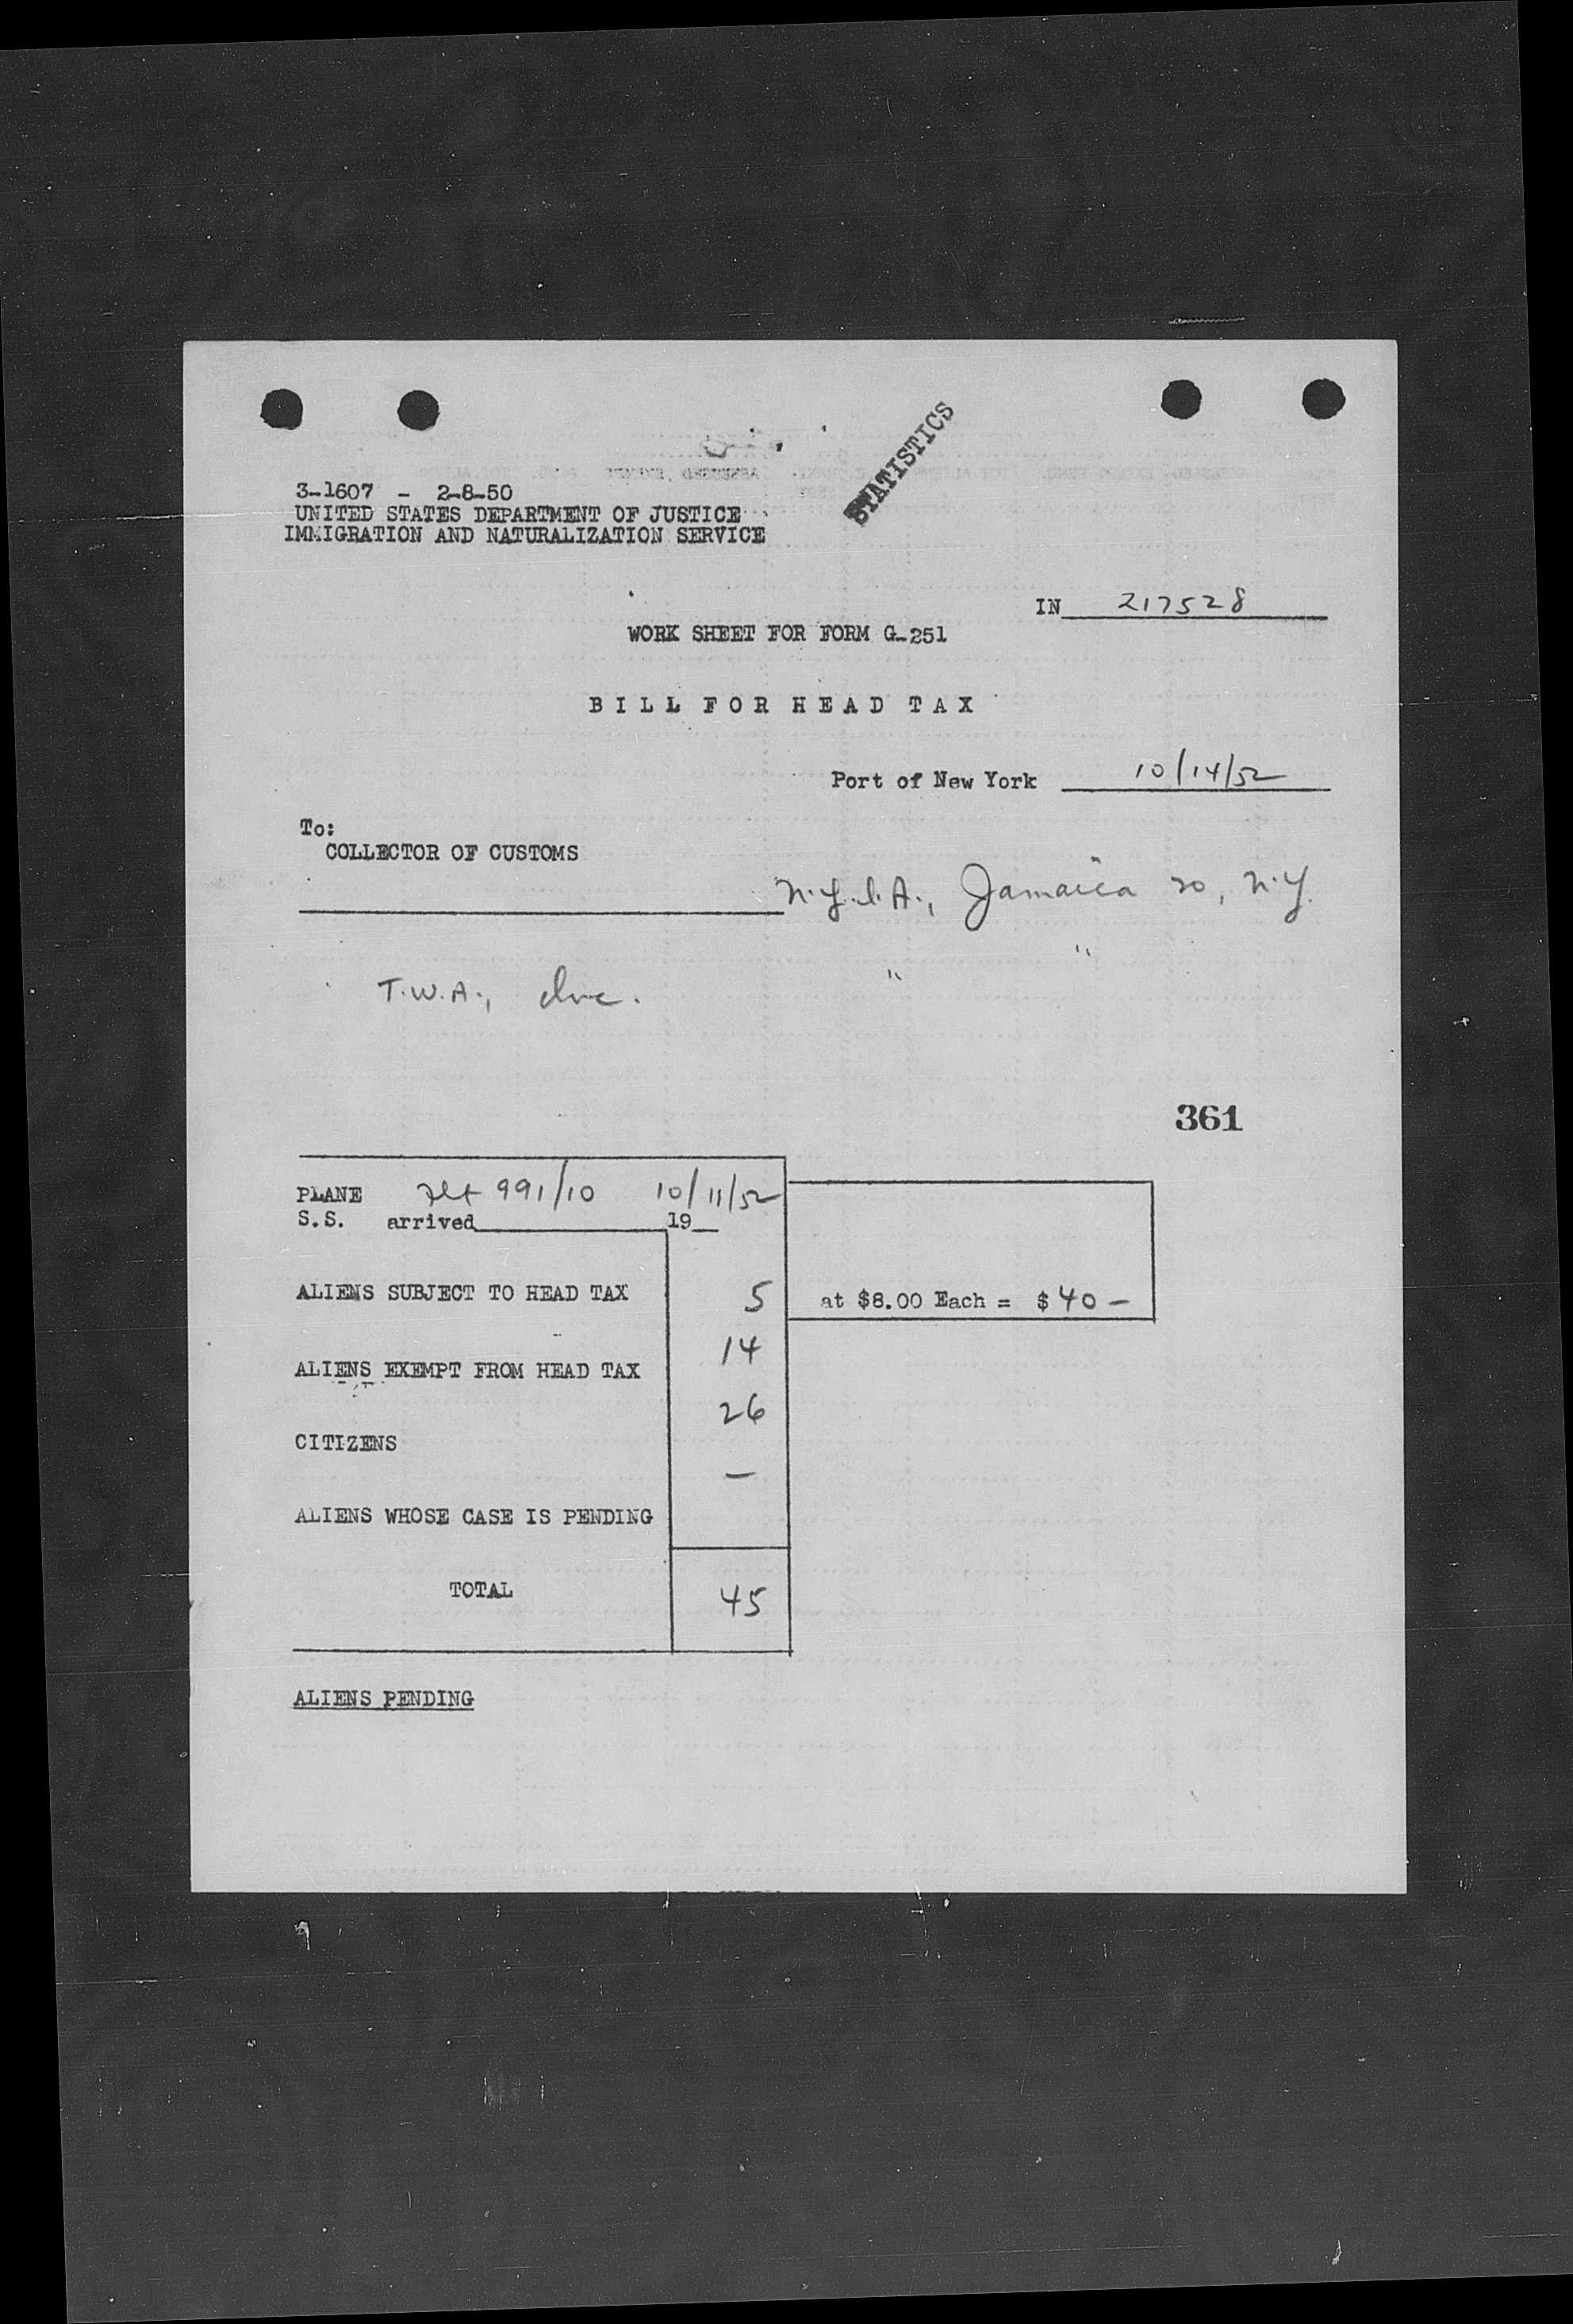 STATISTICS
3-1607 - 2-8-50
UNITED STATES DEPARTMENT OF JUSTICE
IMMIGRATION AND NATURALIZATION SERVICE
IN 217528
WORK SHEET FOR FORM G-251
BILL FOR HEAD TAX
Port of New York 10/14/52
To:
COLLECTOR OF CUSTOMS
N.Y.I.A., Jamaica 20, N.Y.
T.W.A., Inc. " "
361
PLANE Flt 991/10 10/11/52
S.S. arrived 19
ALIENS SUBJECT TO HEAD TAX 5 at $8.00 Each = $40-
ALIENS EXEMPT FROM HEAD TAX 14
CITIZENS 26
ALIENS WHOSE CASE IS PENDING -
TOTAL 45
ALIENS PENDING